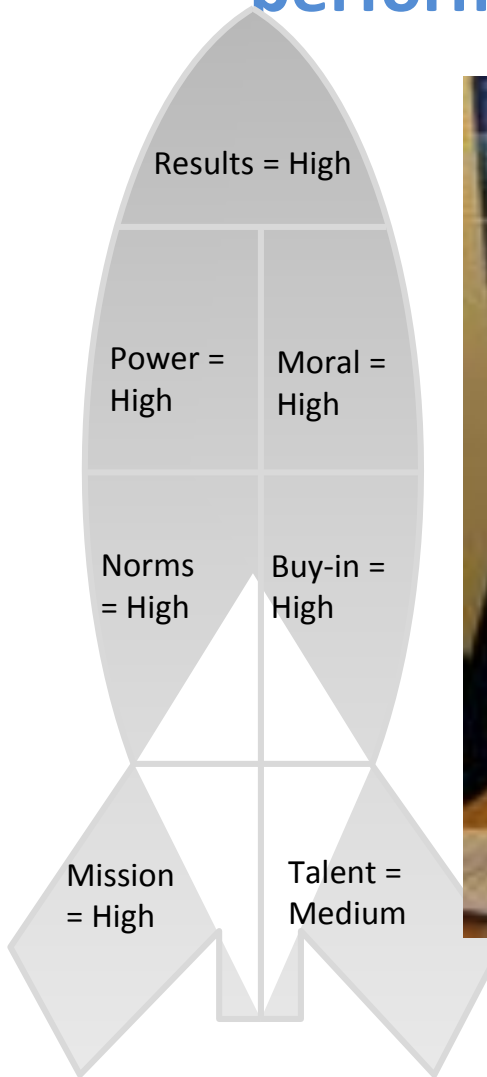 Results = High
Power =
High
Moral =
High
Norms
= High
Buy-in =
High
Mission
= High
Talent =
Medium